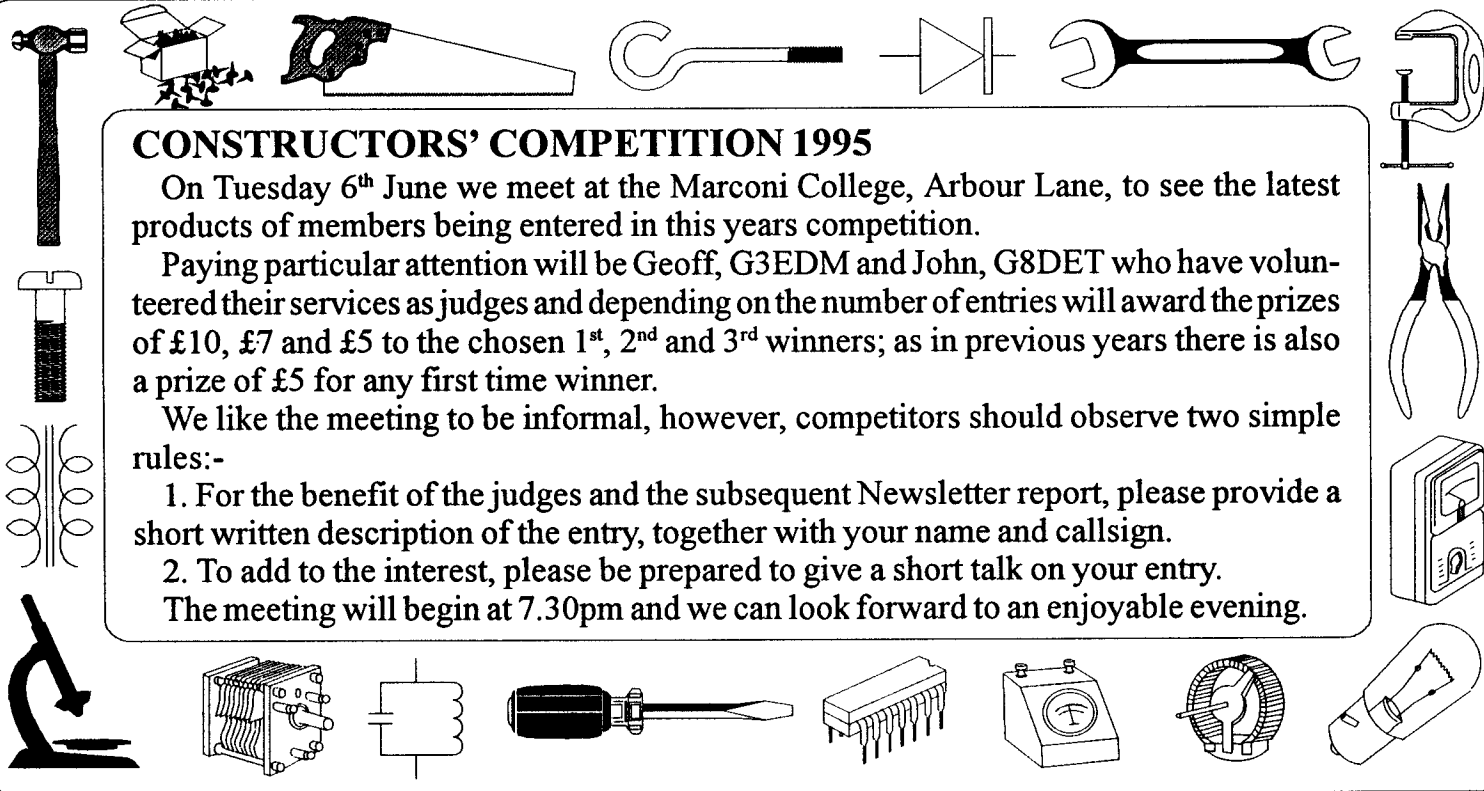 CONSTRUCTORS' COMPETITION 1995
On Tuesday 6th June we meet at the Marconi College, Arbour Lane, to see the latest
products of members being entered in this years competition.
Paying particular attention will be Geoff, G3EDM and John, G8DET who have volun-
teered their services as judges and depending on the number of entries will award the prizes
of £10, £7 and £5 to the chosen 1st, 2nd and 3rd winners; as in previous years there is also
a prize of £5 for any first time winner.
We like the meeting to be informal, however, competitors should observe two simple
rules:-
1. For the benefit of the judges and the subsequent Newsletter report, please provide a
short written description of the entry, together with your name and callsign.
2. To add to the interest, please be prepared to give a short talk on your entry.
The meeting will begin at 7.30pm and we can look forward to an enjoyable evening.